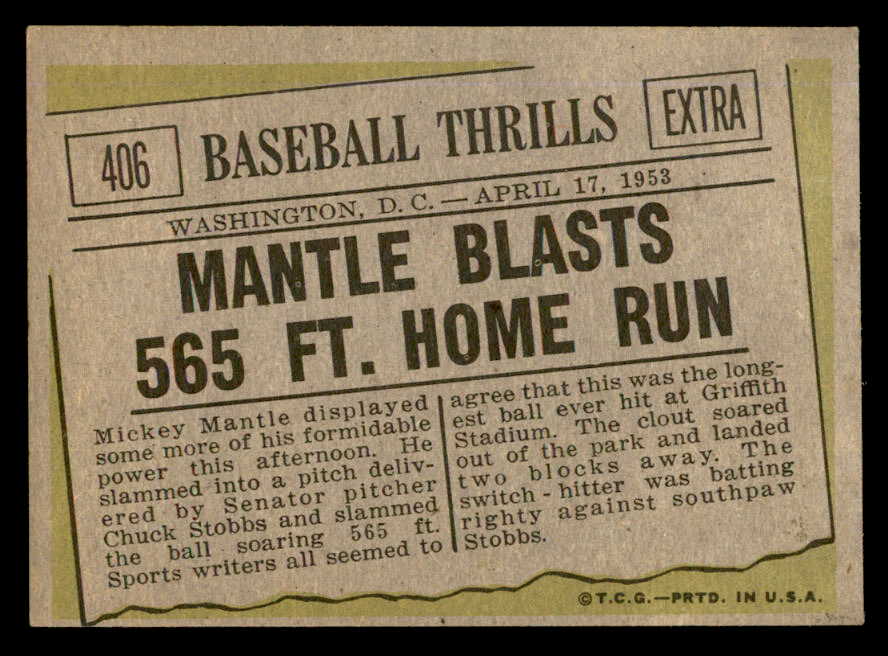 406
BASEBALL THRILLS
EXTRA
WASHINGTON, D. C. — APRIL 17, 1953
MANTLE BLASTS
565 FT. HOME RUN
Mickey Mantle displayed
some more of his formidable
power this afternoon. He
slammed into a pitch deliv-
ered by Senator pitcher
Chuck Stobbs and slammed
the ball soaring 565 ft.
Sports writers all seemed to
agree that this was the long-
est ball ever hit at Griffith
Stadium. The clout soared
out of the park and landed
two blocks away. The
switch-hitter was batting
righty against southpaw
Stobbs.
©T.C.G.—PRTD. IN U.S.A.